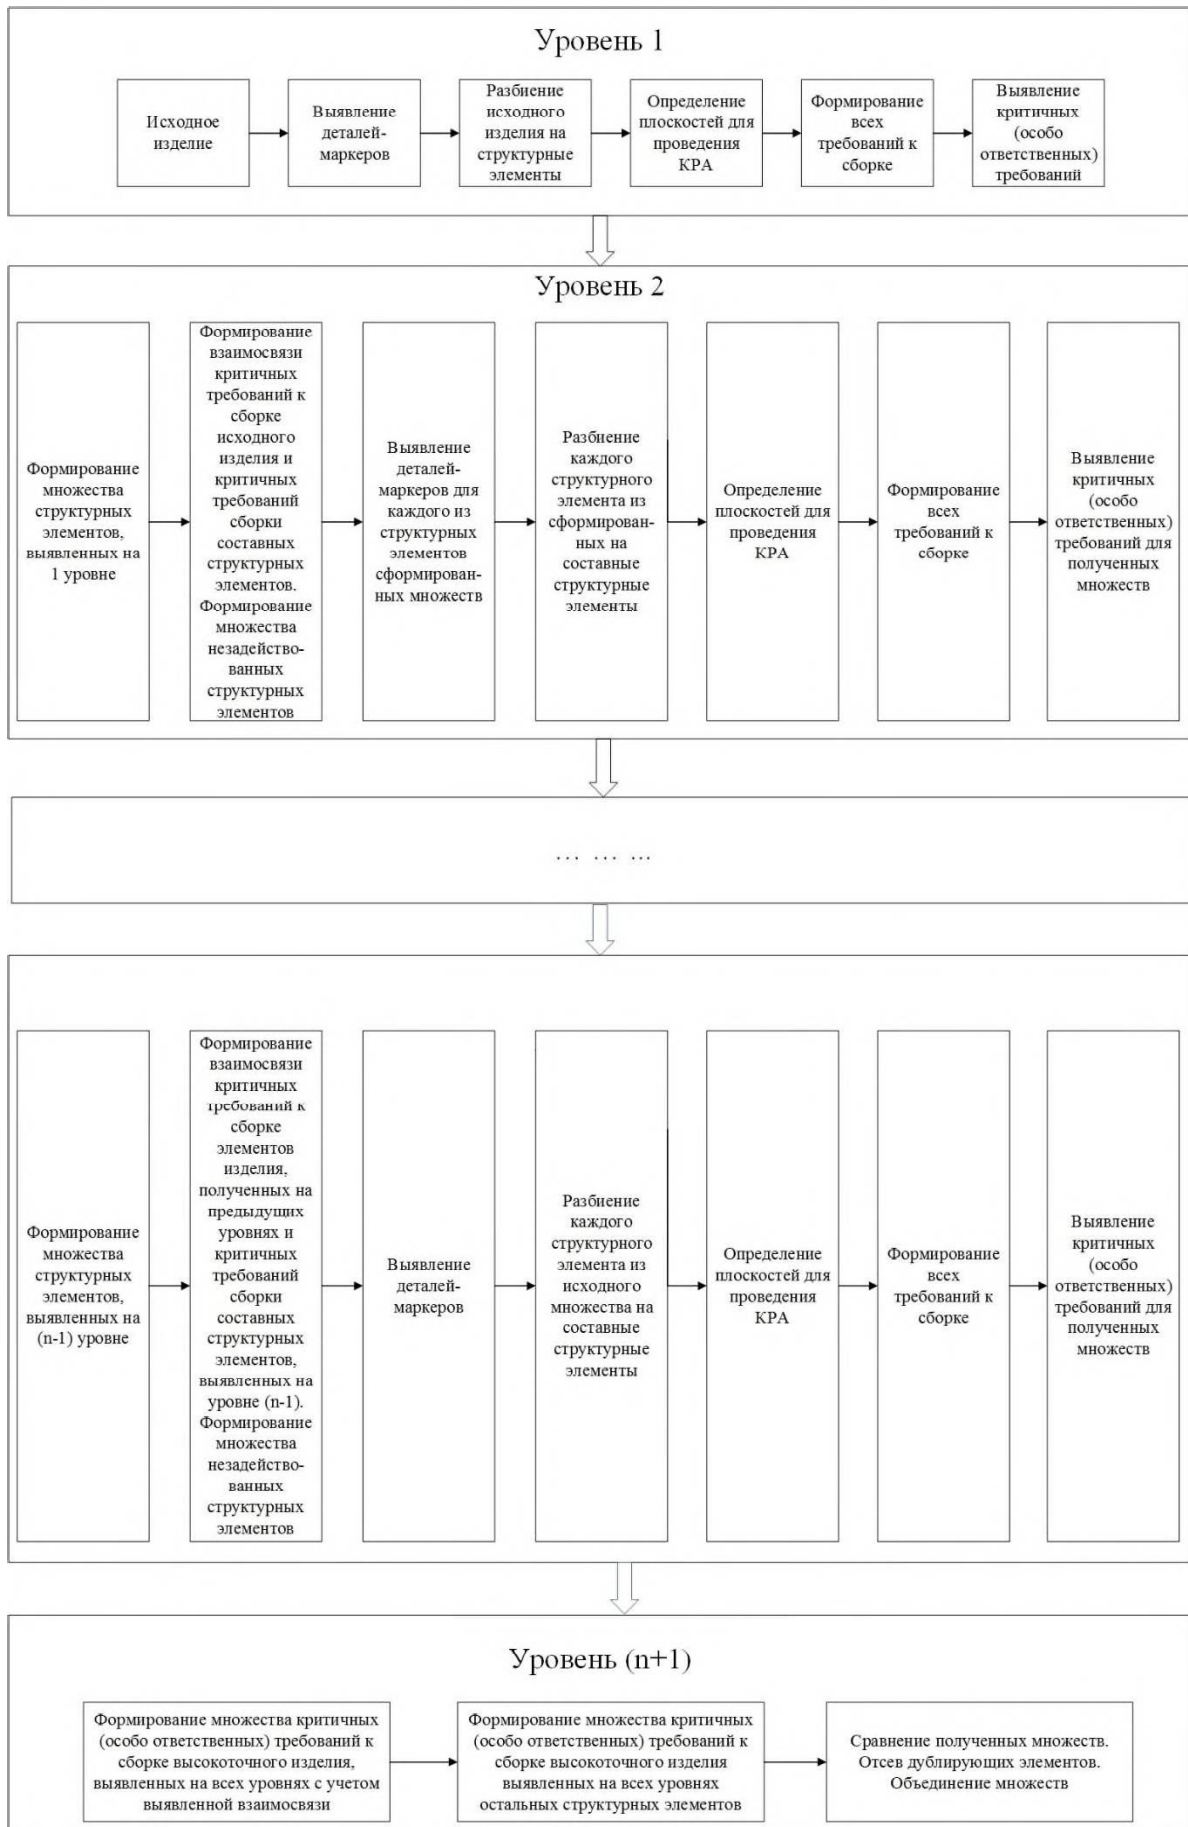 Уровень 1
Исходное
изделие
Выявление
деталей-
маркеров
Разбиение
исходного
изделия на
структурные
элементы
Определение
плоскостей для
проведения
КРА
Формирование
всех
требований к
сборке
Выявление
критичных
(особо
ответственных)
требований
Уровень 2
Формирование
множества
структурных
элементов,
выявленных на
1 уровне
Формирование
взаимосвязи
критичных
требований к
сборке
исходного
изделия и
критичных
требований
сборки
составных
структурных
элементов.
Формирование
множества
незадейство-
ванных
структурных
элементов
Выявление
деталей-
маркеров для
каждого из
структурных
элементов
сформирован-
ных множеств
Разбиение
каждого
структурного
элемента из
сформирован-
ных на
составные
структурные
элементы
Определение
плоскостей для
проведения
КРА
Формирование
всех
требований к
сборке
Выявление
критичных
(особо
ответственных)
требований для
полученных
множеств
... ... ...
Формирование
множества
структурных
элементов,
выявленных на
(n-1) уровне
Формирование
взаимосвязи
критичных
требований к
сборке
элементов
изделия,
полученных на
предыдущих
уровнях и
критичных
требований
сборки
составных
структурных
элементов,
выявленных на
уровне (n-1).
Формирование
множества
незадейство-
ванных
структурных
элементов
Выявление
деталей-
маркеров
Разбиение
каждого
структурного
элемента из
исходного
множества на
составные
структурные
элементы
Определение
плоскостей для
проведения
КРА
Формирование
всех
требований к
сборке
Выявление
критичных
(особо
ответственных)
требований для
полученных
множеств
Уровень (n+1)
Формирование множества критичных
(особо ответственных) требований к
сборке высокоточного изделия,
выявленных на всех уровнях с учетом
выявленной взаимосвязи
Формирование множества критичных
(особо ответственных) требований к
сборке высокоточного изделия
выявленных на всех уровнях
остальных структурных элементов
Сравнение полученных множеств.
Отсев дублирующих элементов.
Объединение множеств